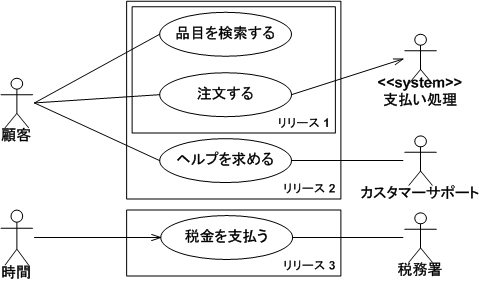 品目を検索する
<<system>>
支払い処理
注文する
リリース 1
顧客
ヘルプを求める
カスタマーサポート
リリース 2
税金を支払う
時間
税務署
リリース 3